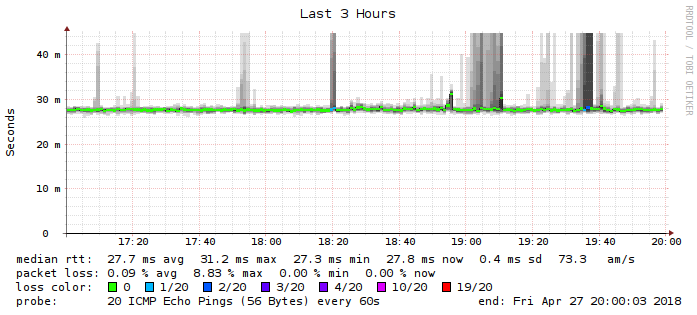 Last 3 Hours
RRDTOOL / TOBI OETIKER
Seconds
40 m
30 m
20 m
10 m
0
17:20 17:40 18:00 18:20 18:40 19:00 19:20 19:40 20:00
median rtt: 27.7 ms avg 31.2 ms max 27.3 ms min 27.8 ms now 0.4 ms sd 73.3 am/s
packet loss: 0.09 % avg 8.83 % max 0.00 % min 0.00 % now
loss color: 0 1/20 2/20 3/20 4/20 10/20 19/20
probe: 20 ICMP Echo Pings (56 Bytes) every 60s end: Fri Apr 27 20:00:03 2018